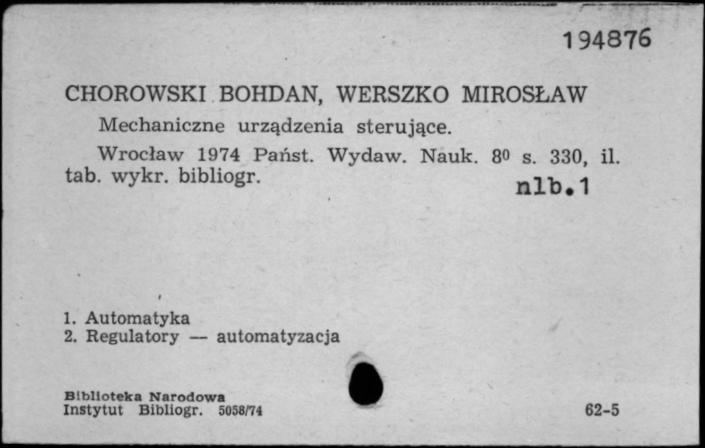 194876
CHOROWSKI BOHDAN, WERSZKO MIROSŁAW
Mechaniczne urządzenia sterujące.
Wrocław 1974 Państ. Wydaw. Nauk. 8⁰ s. 330, il.
tab. wykr. bibliogr.
nlb.1
1. Automatyka
2. Regulatory — automatyzacja
Biblioteka Narodowa
Instytut Bibliogr. 5058/74
62-5